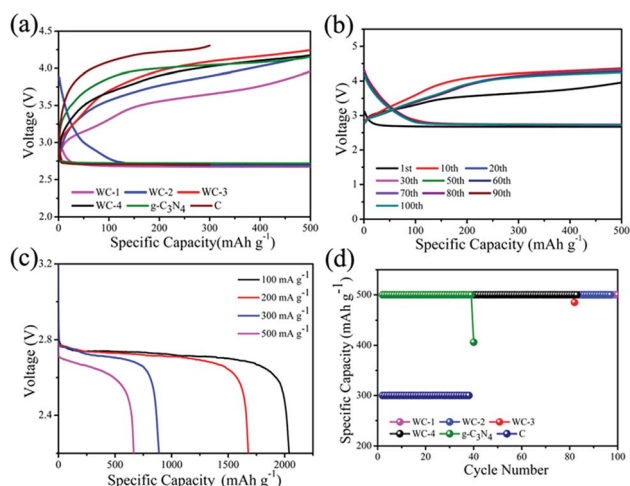 (a)
4.5
4.0
3.5
3.0
2.5
2.0
Voltage (V)
WC-1 WC-2 WC-3
WC-4 g-C₃N₄ C
0 100 200 300 400 500
Specific Capacity(mAh g⁻¹)
(b)
6
5
4
3
2
1
0
Voltage (V)
1st 10th 20th
30th 50th 60th
70th 80th 90th
100th
0 100 200 300 400 500
Specific Capacity (mAh g⁻¹)
(c)
3.2
2.8
2.4
Voltage (V)
100 mA g⁻¹
200 mA g⁻¹
300 mA g⁻¹
500 mA g⁻¹
0 500 1000 1500 2000
Specific Capacity (mAh g⁻¹)
(d)
600
500
400
300
200
100
Specific Capacity (mAh g⁻¹)
WC-1 WC-2 WC-3
WC-4 g-C₃N₄ C
0 20 40 60 80 100
Cycle Number